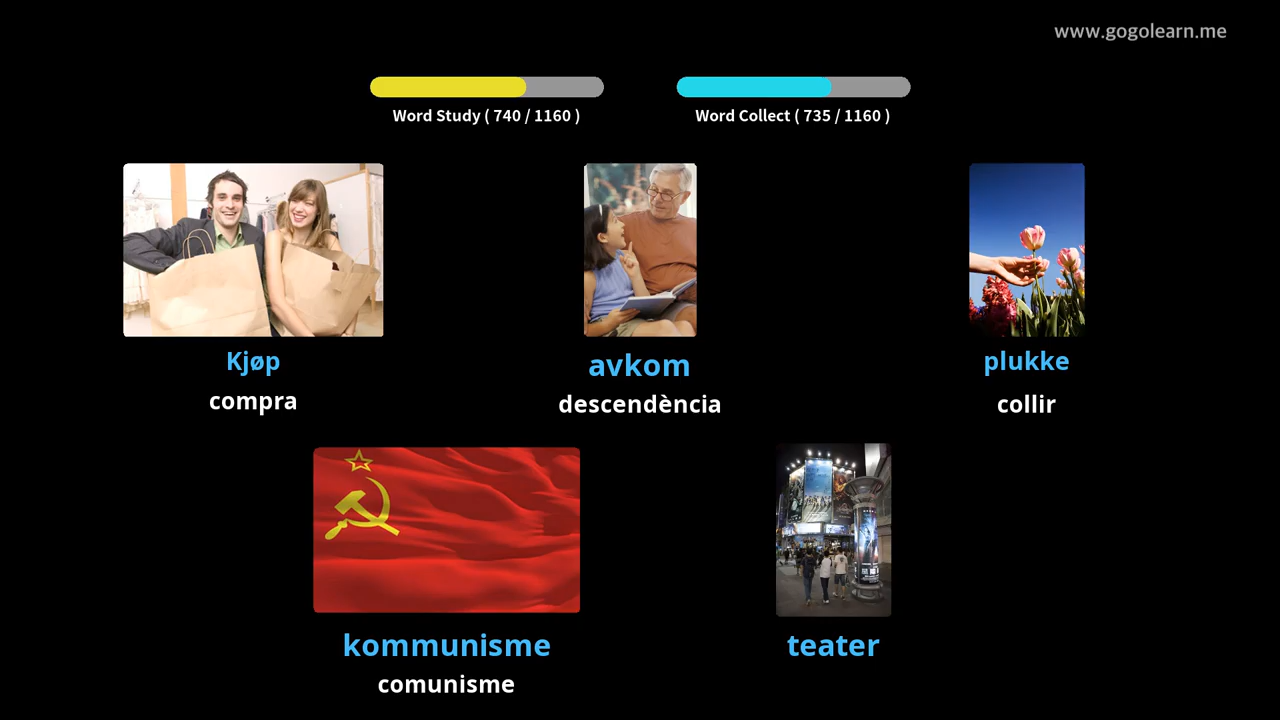 www.gogolearn.me
Word Study ( 740 / 1160 )
Word Collect ( 735 / 1160 )
Kjøp
avkom
plukke
compra
descendència
collir
kommunisme
teater
comunisme